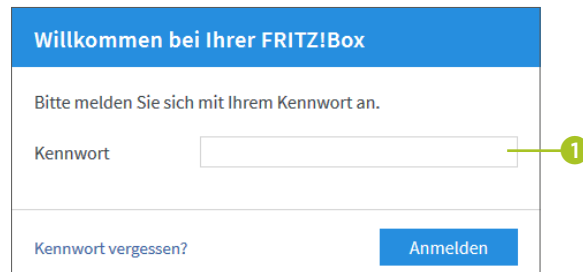 Willkommen bei Ihrer FRITZ!Box
Bitte melden Sie sich mit Ihrem Kennwort an.
Kennwort
1
Kennwort vergessen?
Anmelden